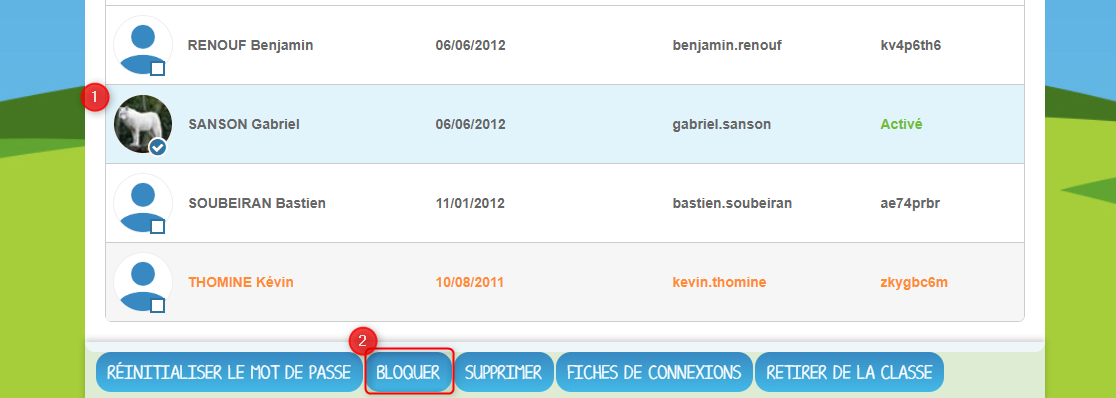 RENOUF Benjamin 06/06/2012 benjamin.renouf kv4p6th6
1
SANSON Gabriel 06/06/2012 gabriel.sanson Activé
SOUBEIRAN Bastien 11/01/2012 bastien.soubeiran ae74prbr
THOMINE Kévin 10/08/2011 kevin.thomine zkygbc6m
2
RÉINITIALISER LE MOT DE PASSE BLOQUER SUPPRIMER FICHES DE CONNEXIONS RETIRER DE LA CLASSE